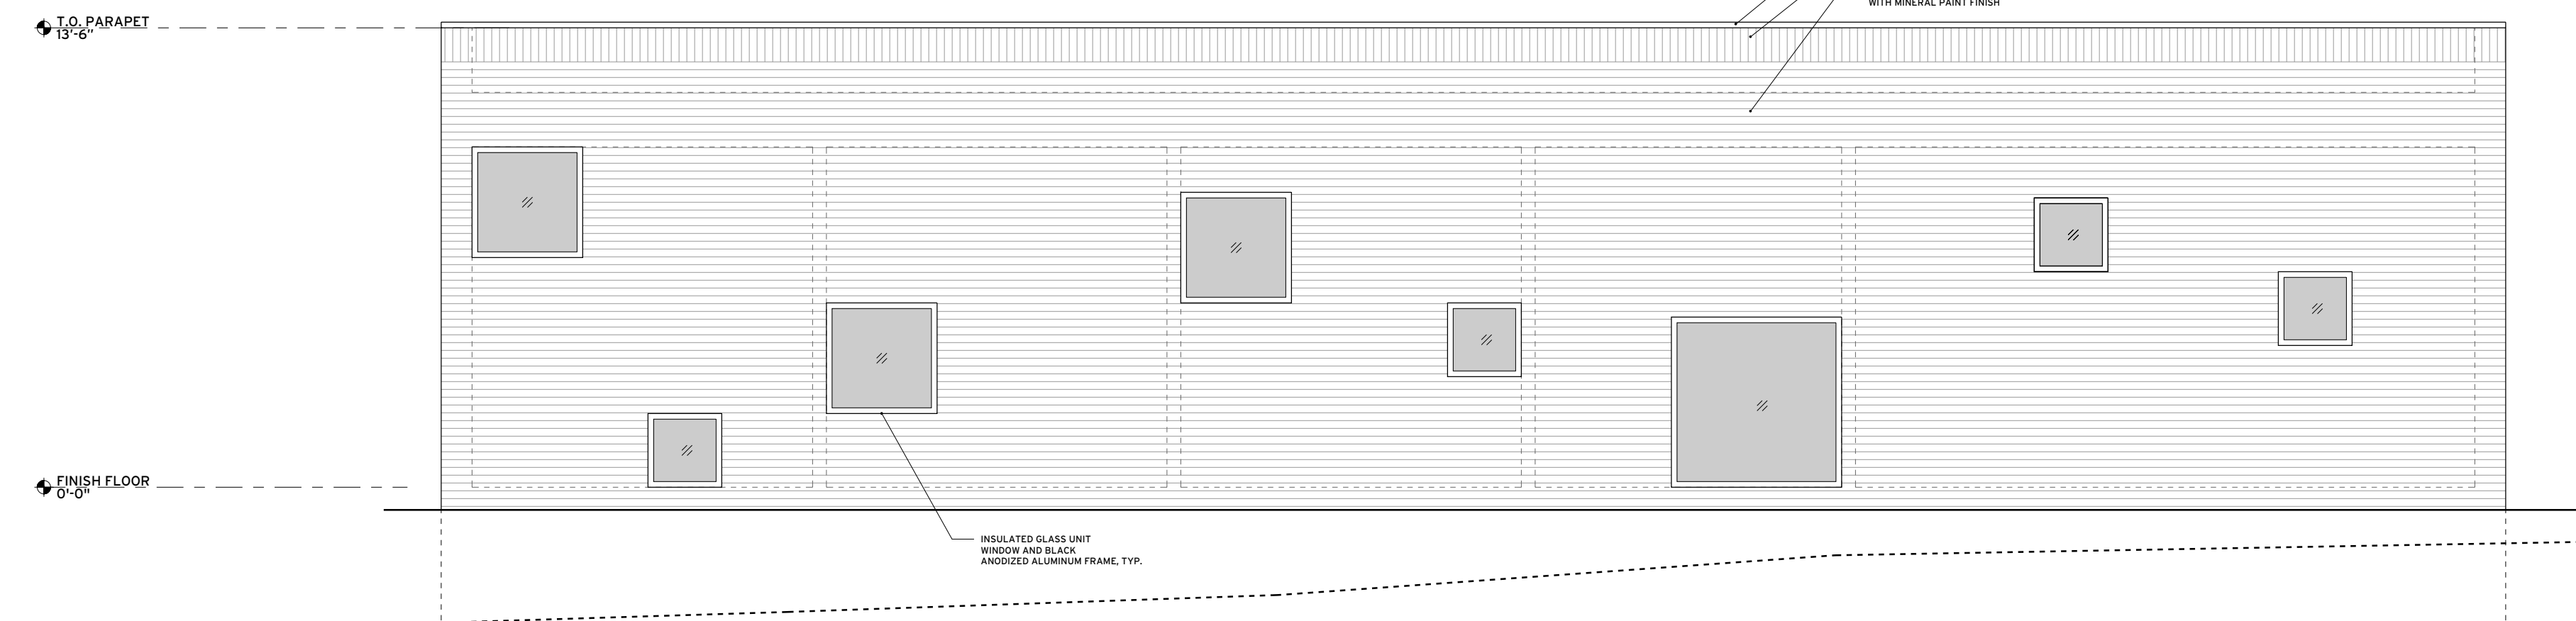 WITH MINERAL PAINT FINISH
T.O. PARAPET
13'-6"
FINISH FLOOR
0'-0"
INSULATED GLASS UNIT
WINDOW AND BLACK
ANODIZED ALUMINUM FRAME, TYP.